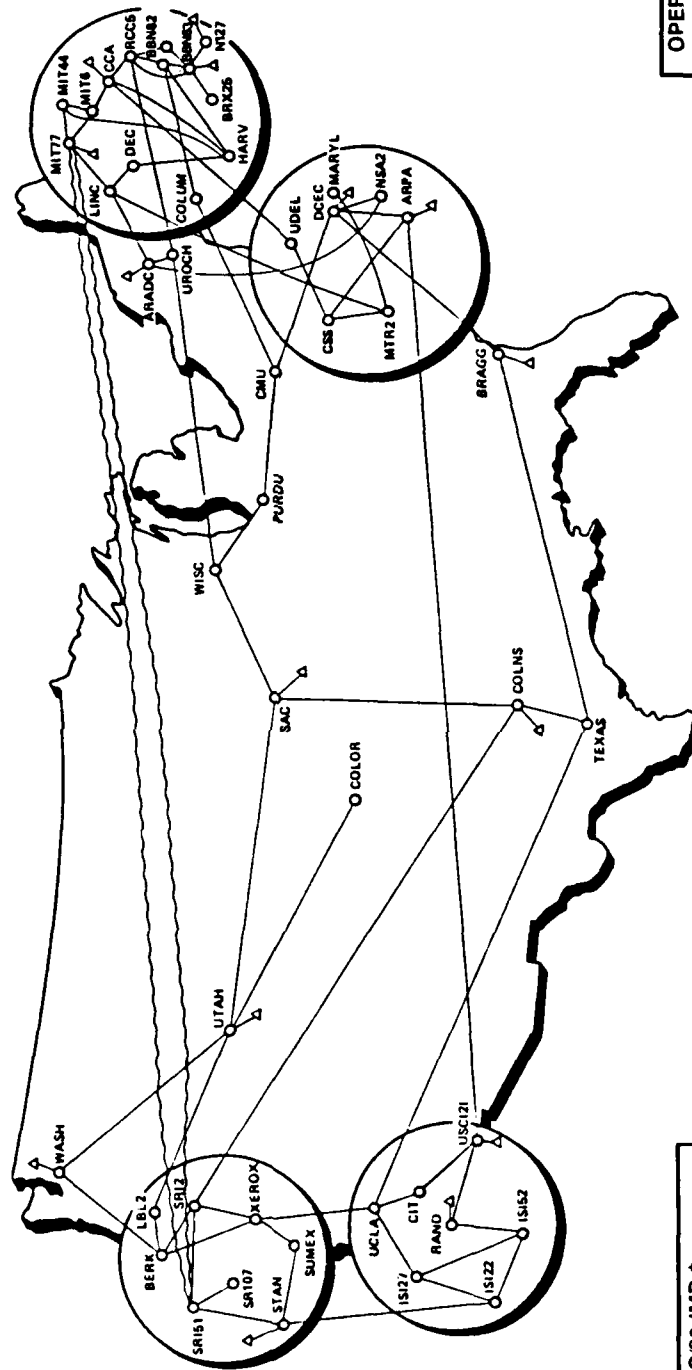 WASH
BERK
LBL2
SRI2
XEROX
SRI51
SRI07
STAN
SUMEX
UTAH
COLOR
SAC
WISC
PURDU
CMU
COLNS
TEXAS
BRAGG
UCLA
CIT
RAND
USC121
ISI27
ISI22
ISI52
ARADC
UROCH
LINC
DEC
COLUM
MIT77
MIT44
MIT6
CCA
RCC5
BBN82
BBN63
N127
BRX25
HARV
UDEL
DCEC
MARYL
NSA2
ARPA
CSS
MTR2
OPER